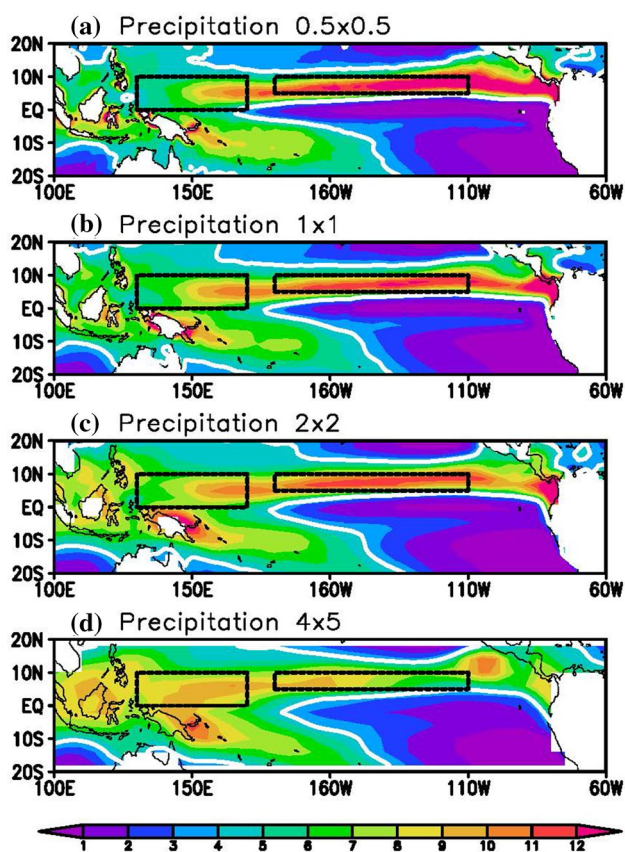 (a) Precipitation 0.5x0.5
20N
10N
EQ
10S
20S
100E 150E 160W 110W 60W
(b) Precipitation 1x1
20N
10N
EQ
10S
20S
100E 150E 160W 110W 60W
(c) Precipitation 2x2
20N
10N
EQ
10S
20S
100E 150E 160W 110W 60W
(d) Precipitation 4x5
20N
10N
EQ
10S
20S
100E 150E 160W 110W 60W
1 2 3 4 5 6 7 8 9 10 11 12